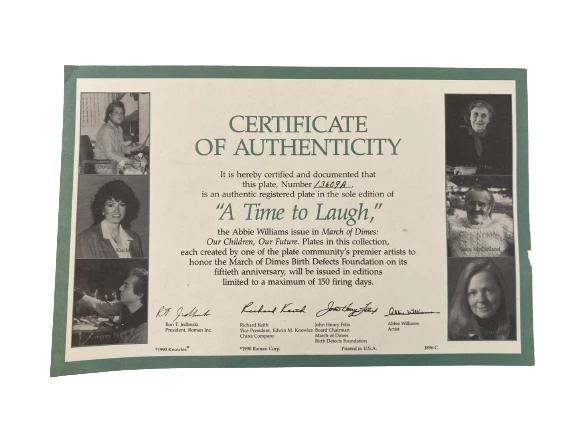 CERTIFICATE
OF AUTHENTICITY
It is hereby certified and documented that
this plate, Number 13609A,
is an authentic registered plate in the sole edition of
"A Time to Laugh,"
the Abbie Williams issue in March of Dimes:
Our Children, Our Future. Plates in this collection,
each created by one of the plate community's premier artists to
honor the March of Dimes Birth Defects Foundation on its
fiftieth anniversary, will be issued in editions
limited to a maximum of 150 firing days.
Ron T. Jedlinski
President, Roman Inc.
Richard Keith
Vice President, Edwin M. Knowles
China Company
John Henry Felix
Board Chairman
March of Dimes
Birth Defects Foundation
Abbie Williams
Artist
©1990 Knowles
©1990 Roman Corp.
Printed in U.S.A.
3896-C